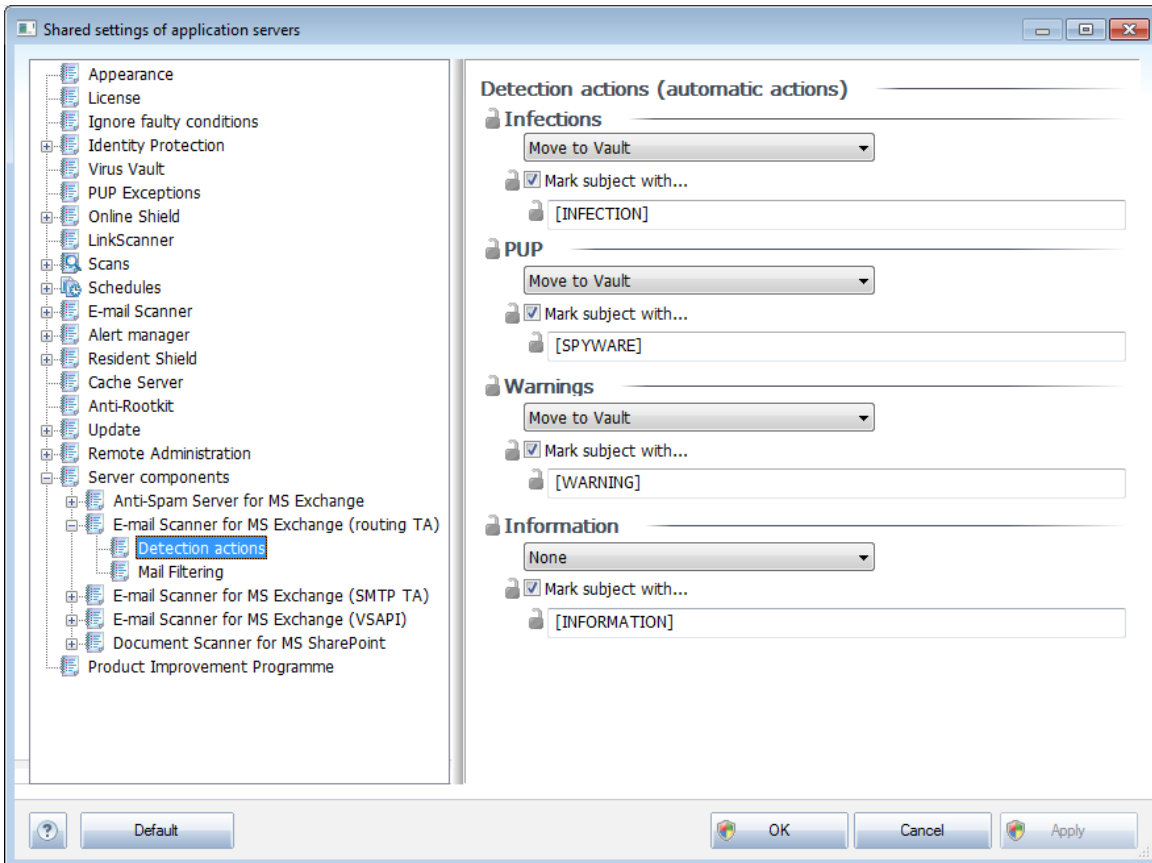 Shared settings of application servers
Appearance
License
Ignore faulty conditions
Identity Protection
Virus Vault
PUP Exceptions
Online Shield
LinkScanner
Scans
Schedules
E-mail Scanner
Alert manager
Resident Shield
Cache Server
Anti-Rootkit
Update
Remote Administration
Server components
Anti-Spam Server for MS Exchange
E-mail Scanner for MS Exchange (routing TA)
Detection actions
Mail Filtering
E-mail Scanner for MS Exchange (SMTP TA)
E-mail Scanner for MS Exchange (VSAPI)
Document Scanner for MS SharePoint
Product Improvement Programme
Detection actions (automatic actions)
Infections
Move to Vault
Mark subject with...
[INFECTION]
PUP
Move to Vault
Mark subject with...
[SPYWARE]
Warnings
Move to Vault
Mark subject with...
[WARNING]
Information
None
Mark subject with...
[INFORMATION]
?
Default
OK
Cancel
Apply